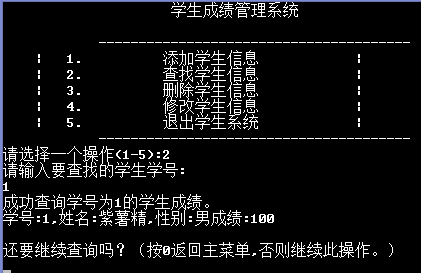 学生成绩管理系统
---------------------------------------
¦ 1. 添加学生信息 ¦
¦ 2. 查找学生信息 ¦
¦ 3. 删除学生信息 ¦
¦ 4. 修改学生信息 ¦
¦ 5. 退出学生系统 ¦
---------------------------------------
请选择一个操作(1-5):2
请输入要查找的学生学号:
1
成功查询学号为1的学生成绩。
学号:1,姓名:紫薯精,性别:男成绩:100
还要继续查询吗？（按0返回主菜单,否则继续此操作。）